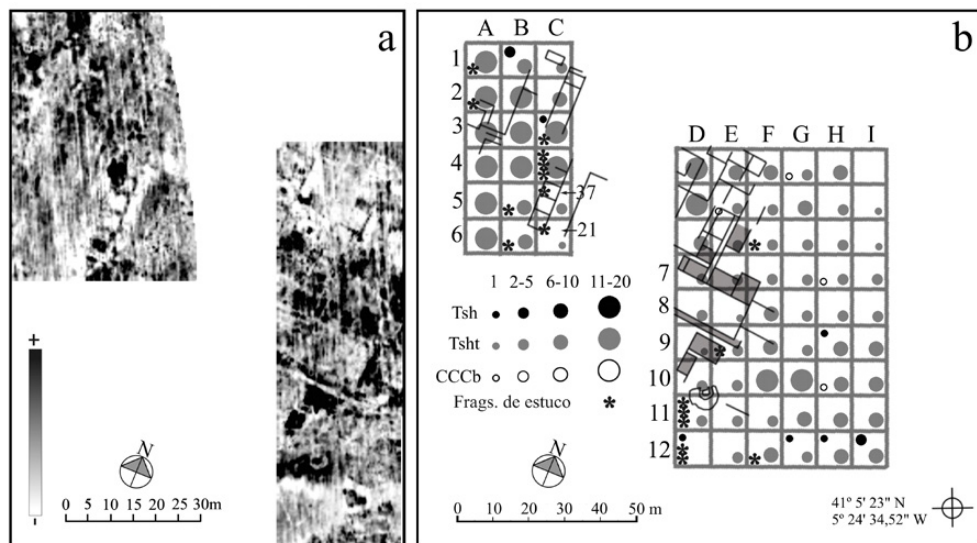 a
+
-
N
0 5 10 15 20 25 30m
b
A B C
1
2
3
4
5
6
37
21
D E F G H I
7
8
9
10
11
12
1 2-5 6-10 11-20
Tsh
Tsht
CCCb
Frags. de estuco *
N
0 10 20 30 40 50 m
41º 5' 23" N
5º 24' 34,52" W